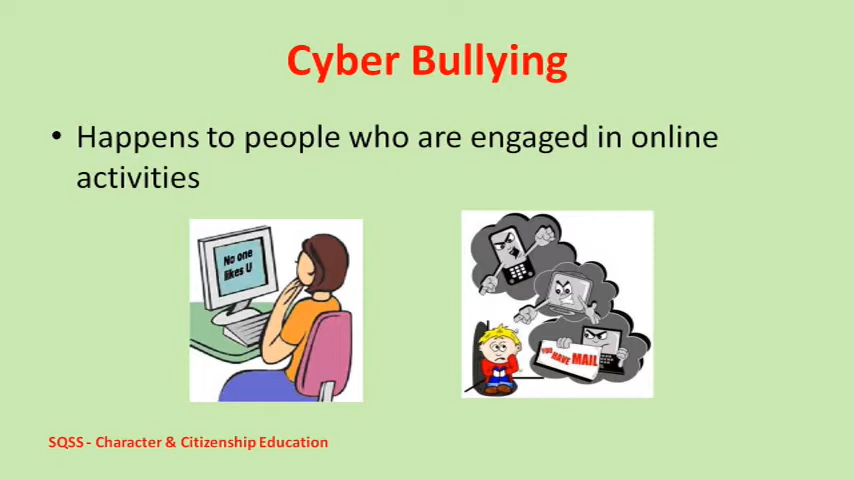 Cyber Bullying
• Happens to people who are engaged in online
activities
No one
likes U
YOU HAVE MAIL
SQSS - Character & Citizenship Education